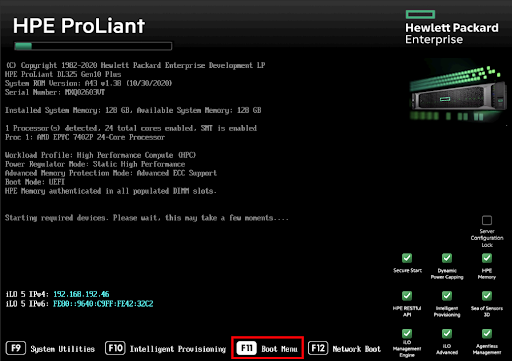 HPE ProLiant
Hewlett Packard
Enterprise
(C) Copyright 1982-2020 Hewlett Packard Enterprise Development LP
HPE ProLiant DL325 Gen10 Plus
System ROM Version: A43 v1.38 (10/30/2020)
Serial Number: MXQ02603VT
Installed System Memory: 128 GB, Available System Memory: 128 GB
1 Processor(s) detected, 24 total cores enabled, SMT is enabled
Proc 1: AMD EPYC 7402P 24-Core Processor
Workload Profile: High Performance Compute (HPC)
Power Regulator Mode: Static High Performance
Advanced Memory Protection Mode: Advanced ECC Support
Boot Mode: UEFI
HPE Memory authenticated in all populated DIMM slots.
Starting required devices. Please wait, this may take a few moments....
Server
Configuration
Lock
Secure Start
Dynamic
Power Capping
HPE
Memory
HPE RESTful
API
Intelligent
Provisioning
Sea of Sensors
3D
iLO
Management
Engine
iLO
Advanced
Agentless
Management
iLO 5 IPv4: 192.168.192.46
iLO 5 IPv6: FE80::9640:C9FF:FE42:32C2
F9 System Utilities
F10 Intelligent Provisioning
F11 Boot Menu
F12 Network Boot